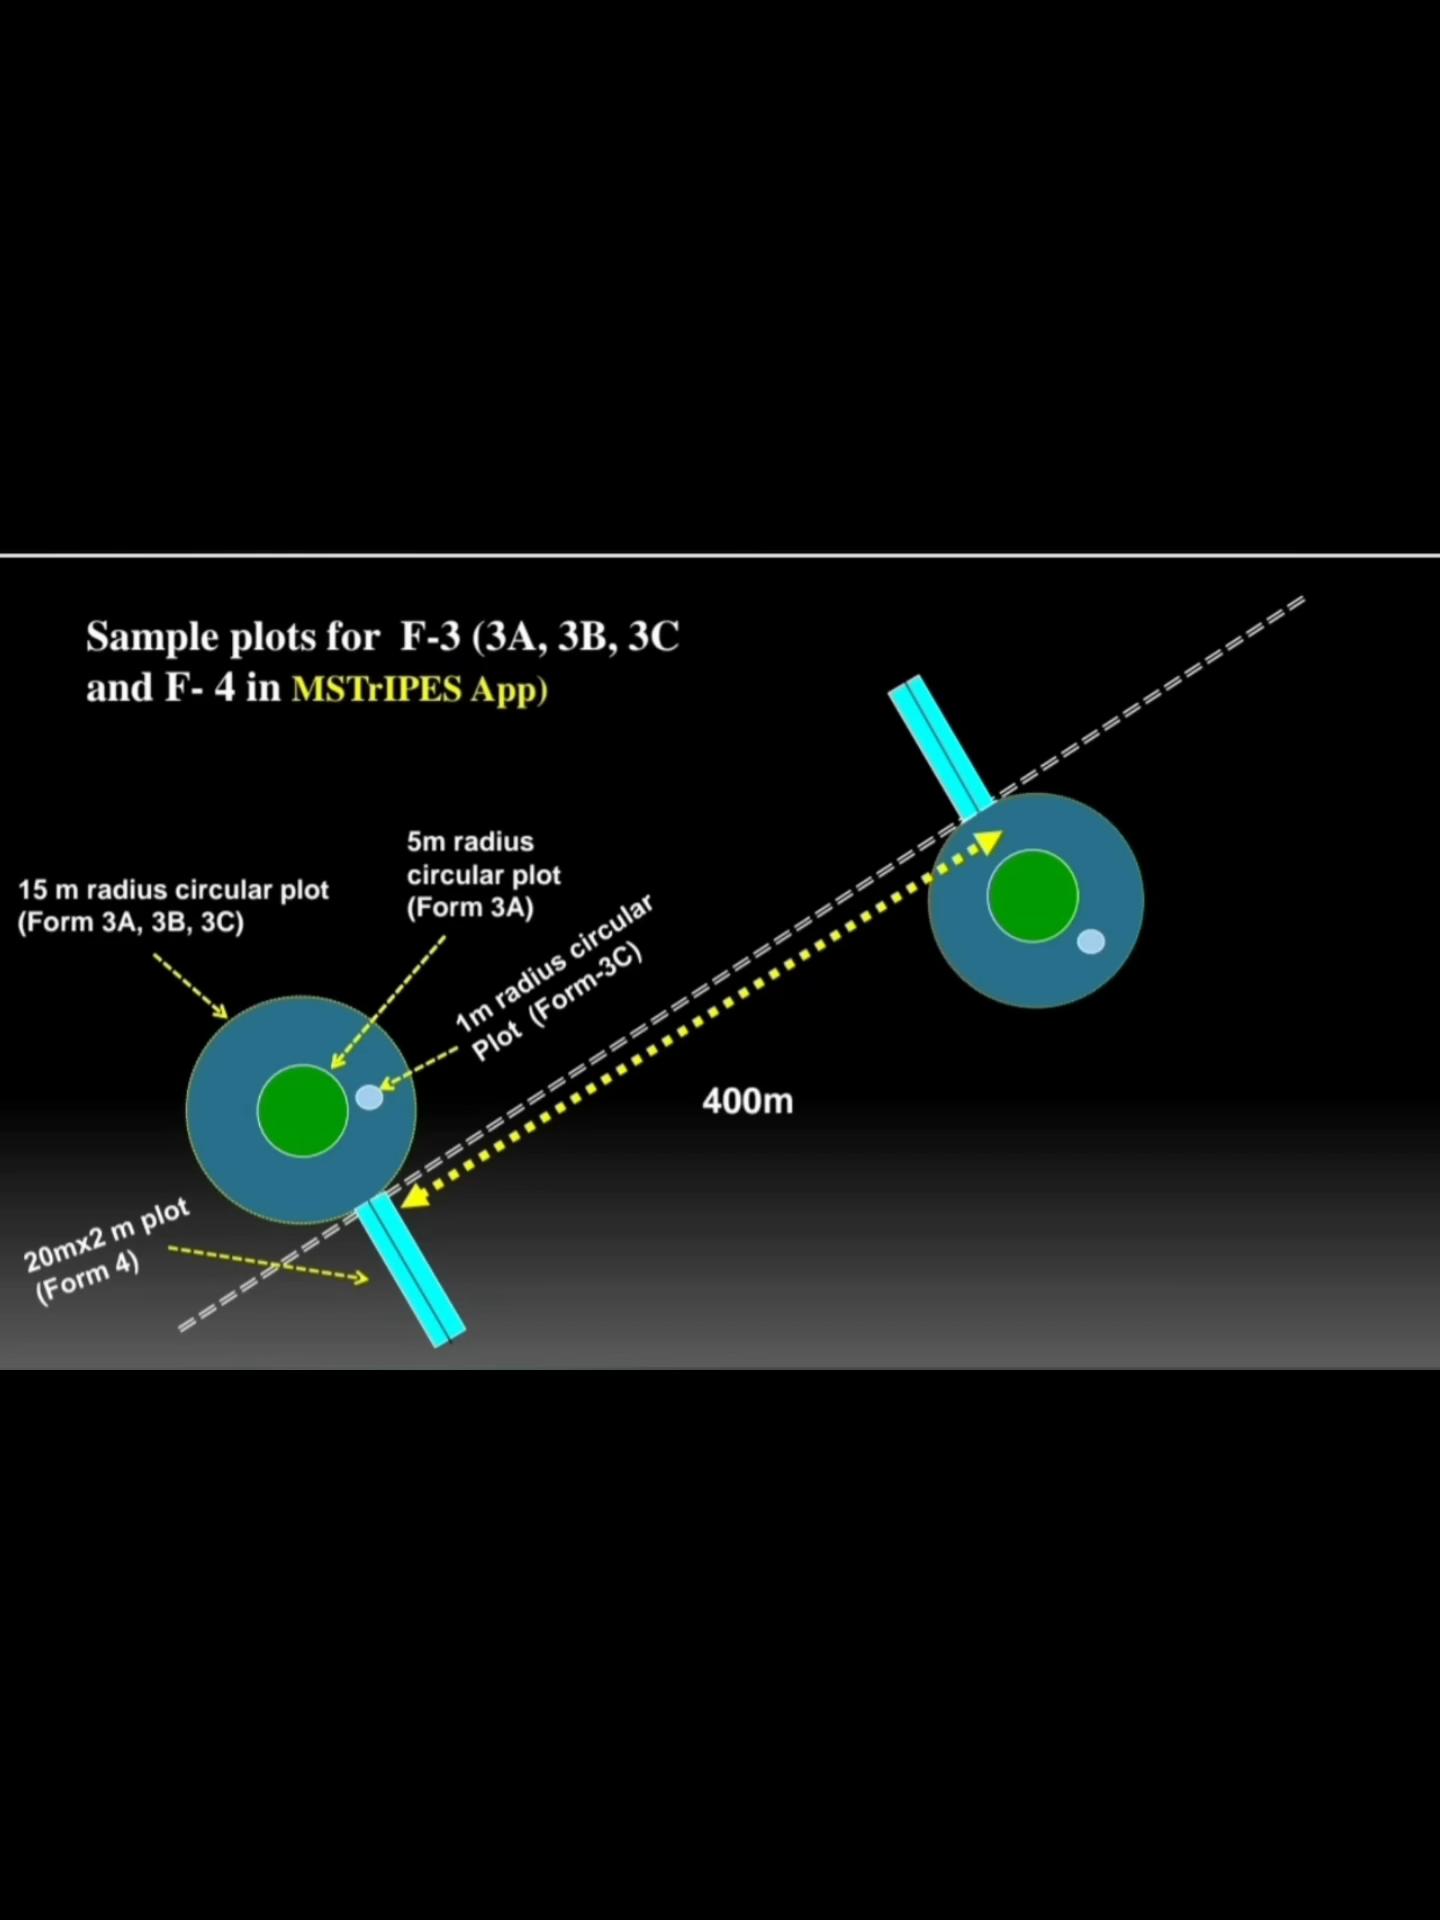 Sample plots for F-3 (3A, 3B, 3C
and F- 4 in MSTrIPES App)
5m radius
circular plot
(Form 3A)
15 m radius circular plot
(Form 3A, 3B, 3C)
1m radius circular
Plot (Form-3C)
400m
20mx2 m plot
(Form 4)